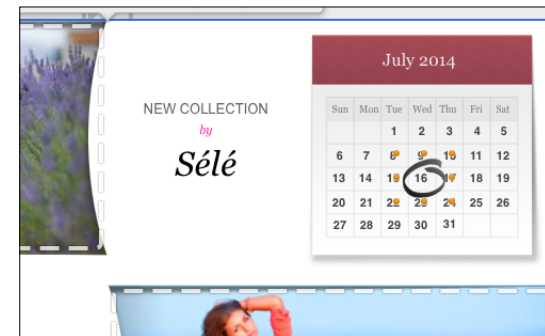 NEW COLLECTION
by
Sélé
July 2014
Sun Mon Tue Wed Thu Fri Sat
1 2 3 4 5
6 7 8 9 10 11 12
13 14 15 16 17 18 19
20 21 22 23 24 25 26
27 28 29 30 31